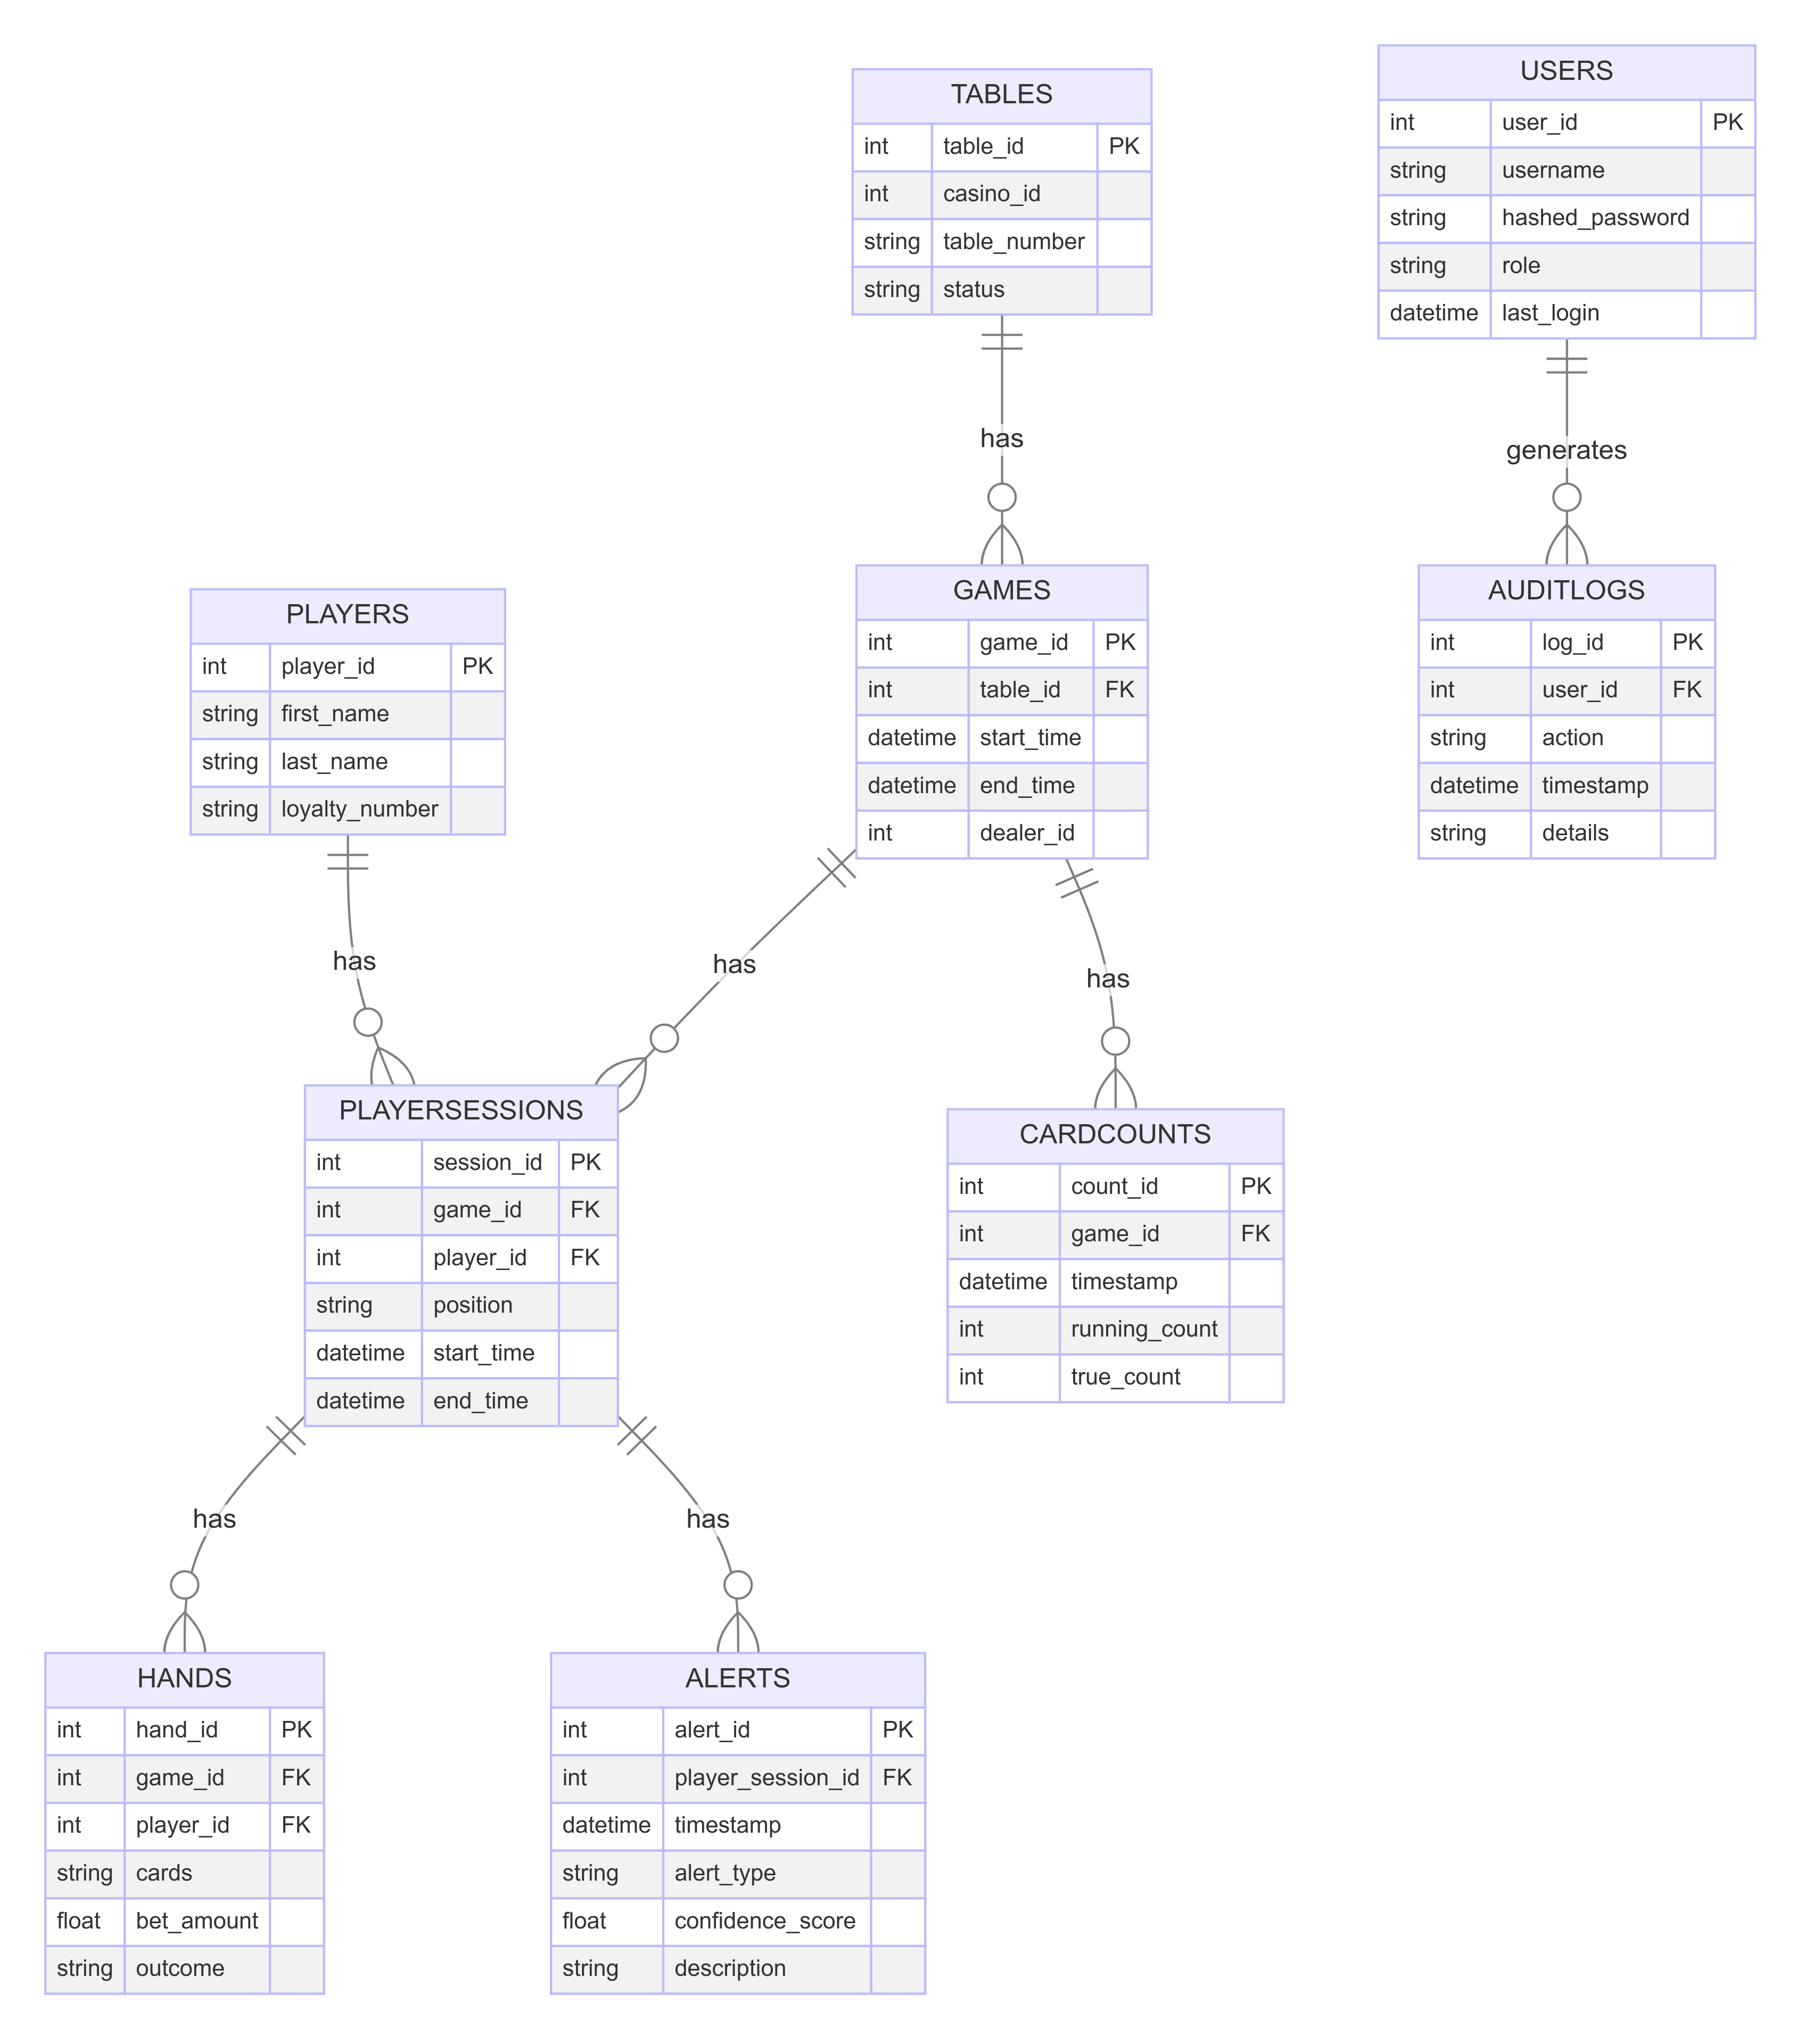 TABLES
int table_id PK
int casino_id
string table_number
string status
USERS
int user_id PK
string username
string hashed_password
string role
datetime last_login
has
generates
PLAYERS
int player_id PK
string first_name
string last_name
string loyalty_number
GAMES
int game_id PK
int table_id FK
datetime start_time
datetime end_time
int dealer_id
AUDITLOGS
int log_id PK
int user_id FK
string action
datetime timestamp
string details
has
has
has
PLAYERSESSIONS
int session_id PK
int game_id FK
int player_id FK
string position
datetime start_time
datetime end_time
CARDCOUNTS
int count_id PK
int game_id FK
datetime timestamp
int running_count
int true_count
has
has
HANDS
int hand_id PK
int game_id FK
int player_id FK
string cards
float bet_amount
string outcome
ALERTS
int alert_id PK
int player_session_id FK
datetime timestamp
string alert_type
float confidence_score
string description